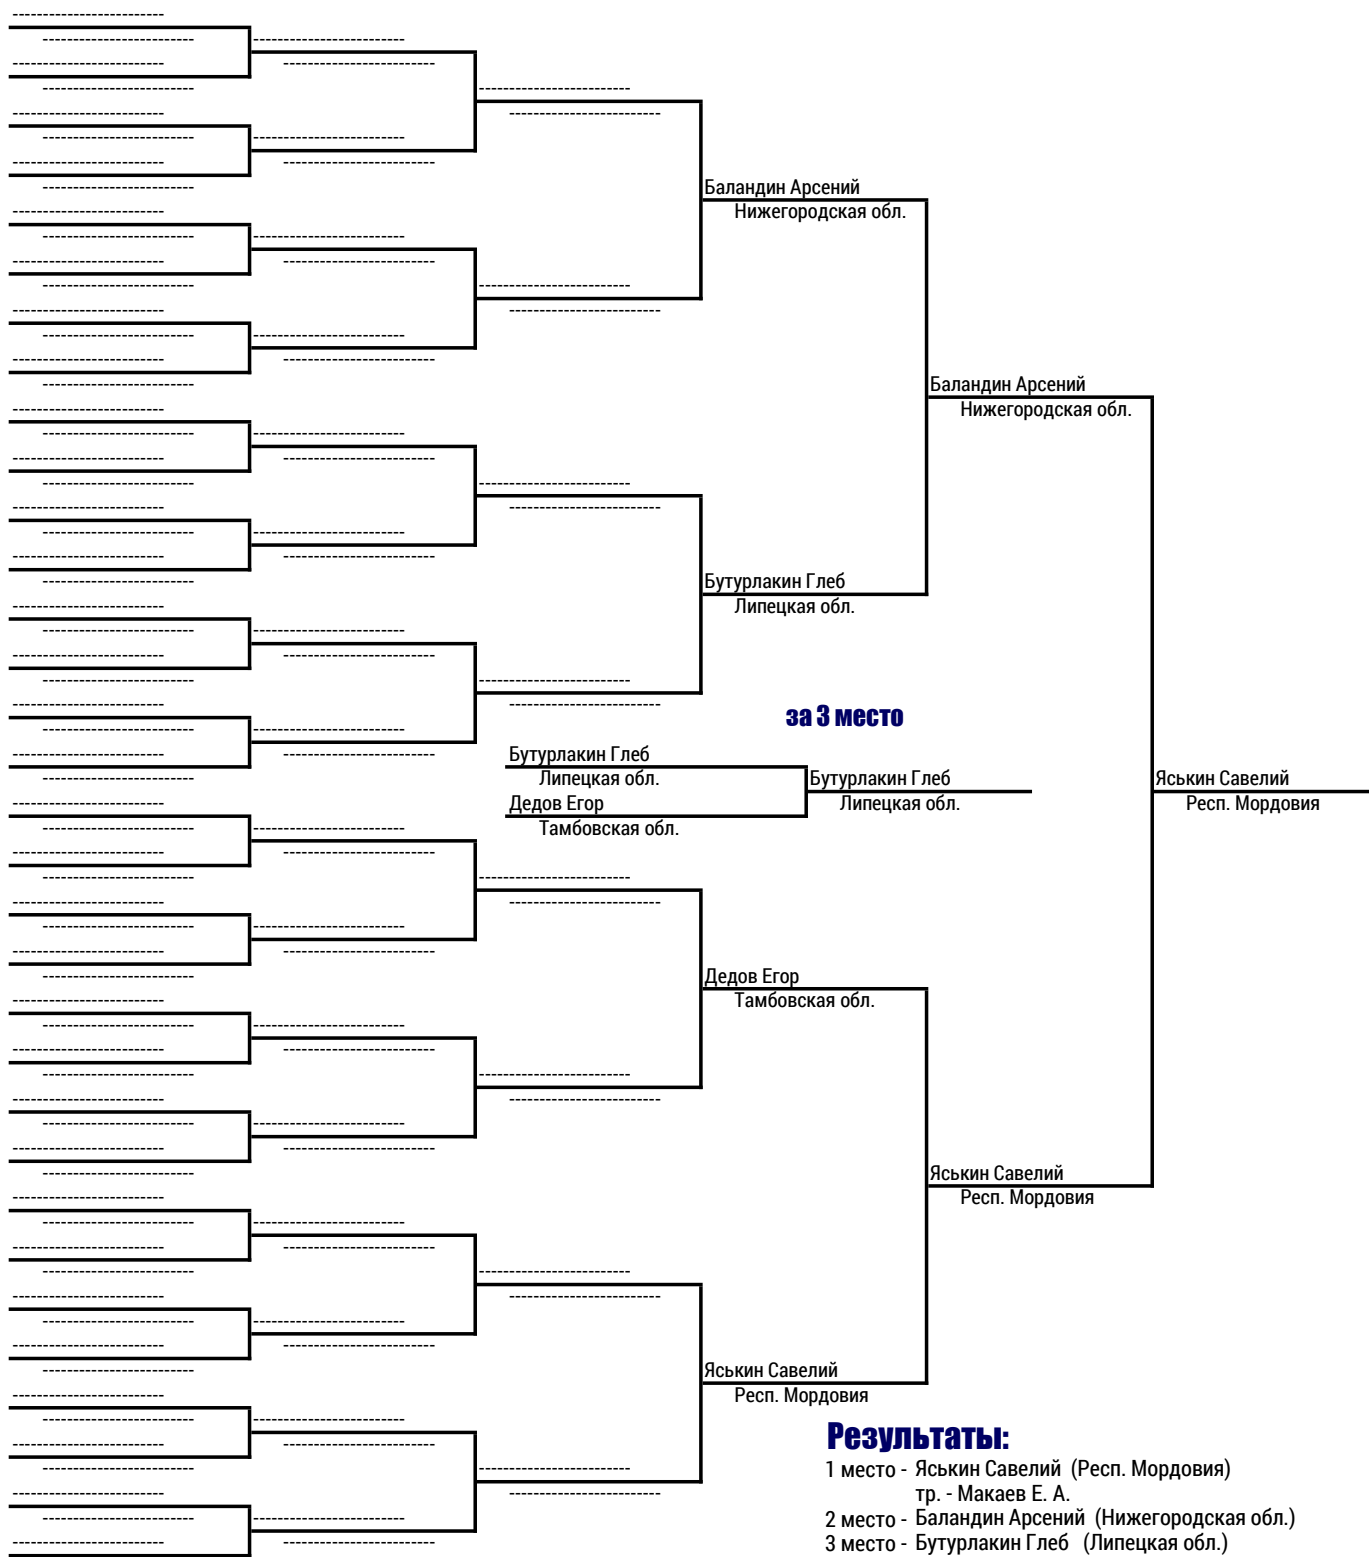 Баландин Арсений
Нижегородская обл.
Баландин Арсений
Нижегородская обл.
Бутурлакин Глеб
Липецкая обл.
за 3 место
Бутурлакин Глеб
Липецкая обл.
Дедов Егор
Тамбовская обл.
Бутурлакин Глеб
Липецкая обл.
Яськин Савелий
Респ. Мордовия
Дедов Егор
Тамбовская обл.
Яськин Савелий
Респ. Мордовия
Яськин Савелий
Респ. Мордовия
Результаты:
1 место - Яськин Савелий (Респ. Мордовия)
тр. - Макаев Е. А.
2 место - Баландин Арсений (Нижегородская обл.)
3 место - Бутурлакин Глеб (Липецкая обл.)